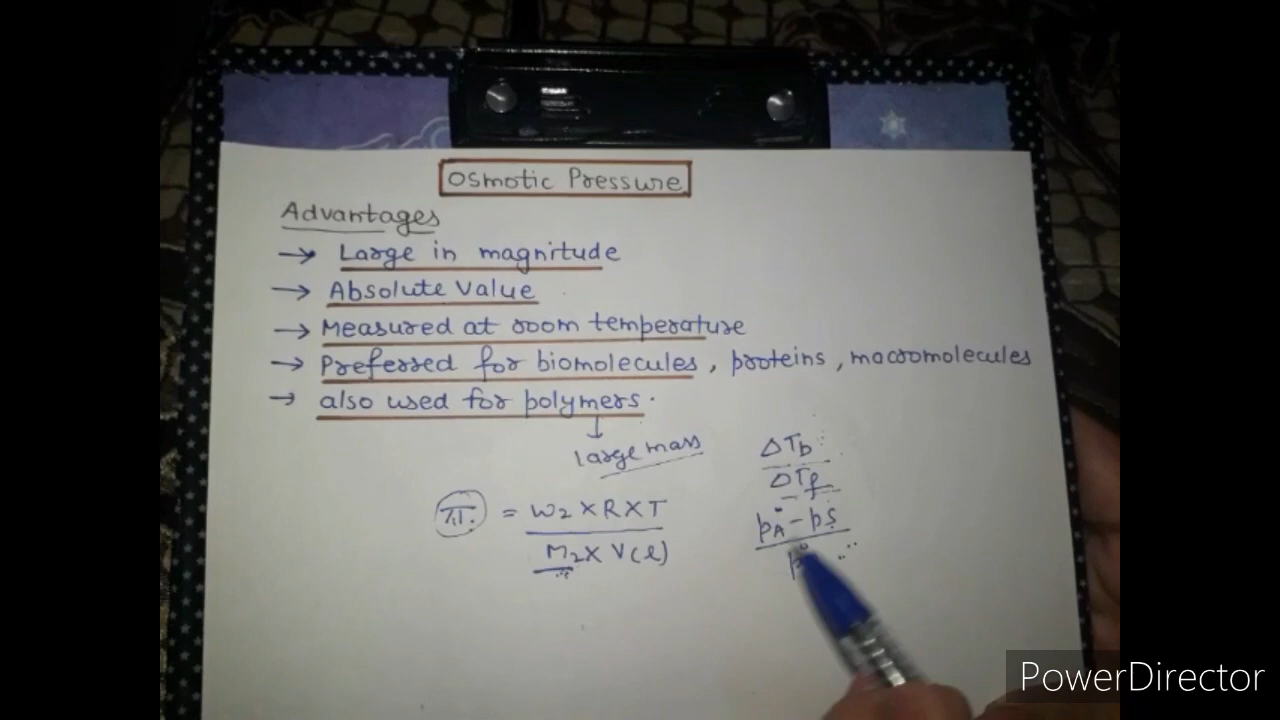 Osmotic Pressure
Advantages
→ Large in magnitude
→ Absolute Value
→ Measured at room temperature
→ Preferred for biomolecules, proteins, macromolecules
→ also used for polymers.
↓
large mass
π = W₂ × R × T
M₂ × V(l)
ΔTb
ΔTf
p°A - ps
PowerDirector